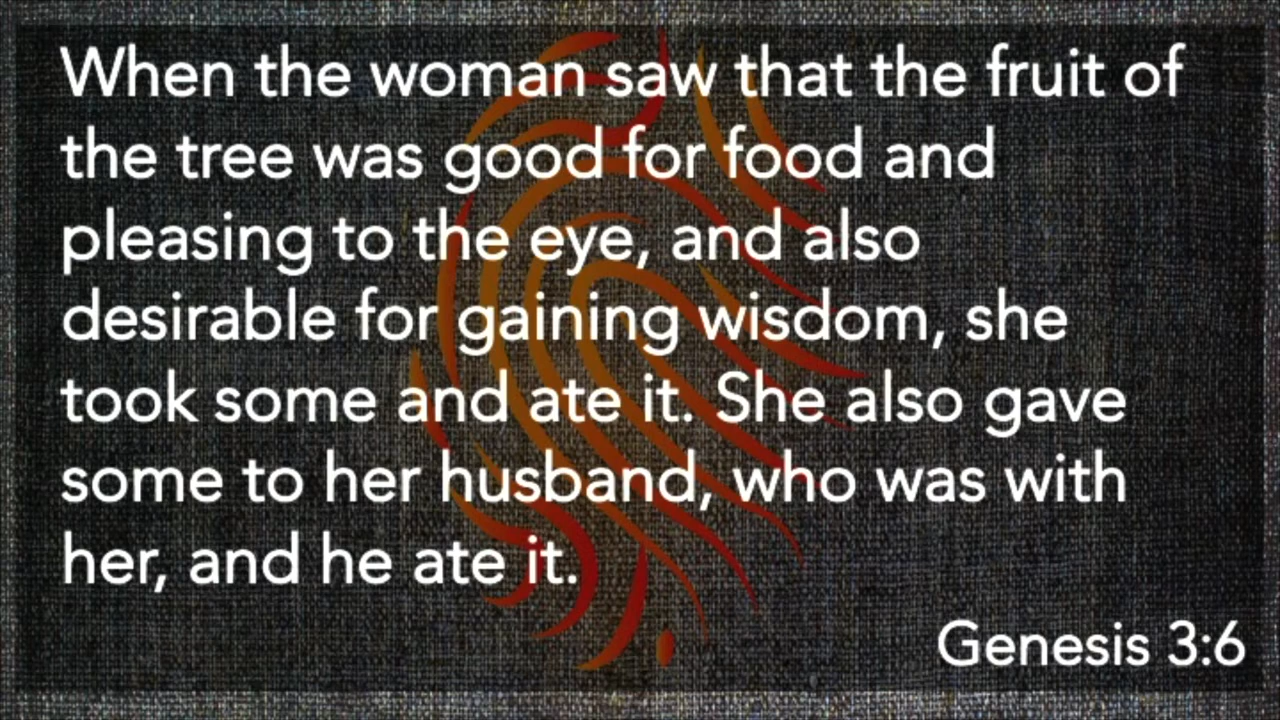 When the woman saw that the fruit of
the tree was good for food and
pleasing to the eye, and also
desirable for gaining wisdom, she
took some and ate it. She also gave
some to her husband, who was with
her, and he ate it.
Genesis 3:6